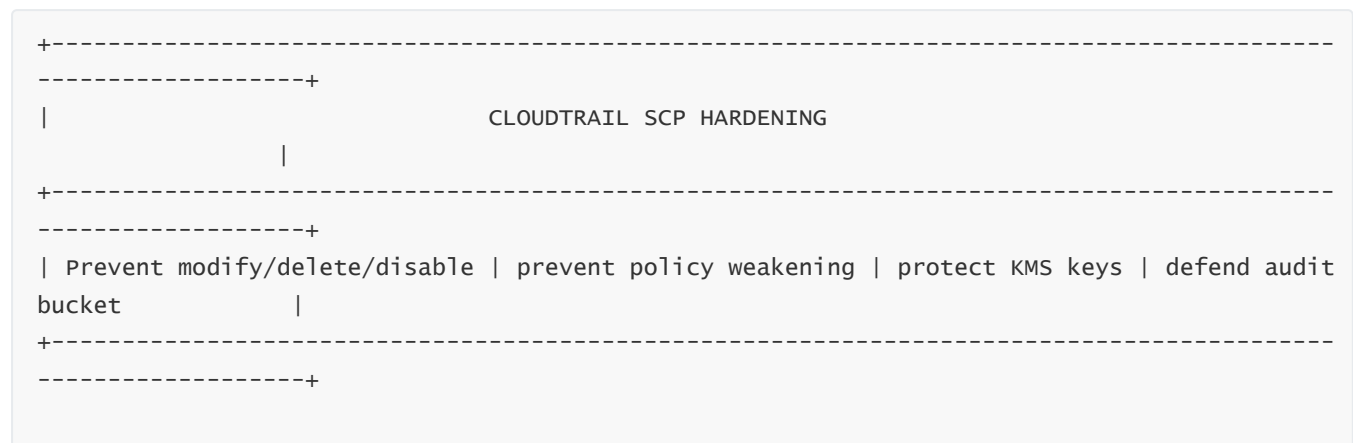 +-------------------------------------------------------------------------------------------
-------------------+
|                               CLOUDTRAIL SCP HARDENING
                 |
+-------------------------------------------------------------------------------------------
-------------------+
| Prevent modify/delete/disable | prevent policy weakening | protect KMS keys | defend audit
bucket            |
+-------------------------------------------------------------------------------------------
-------------------+